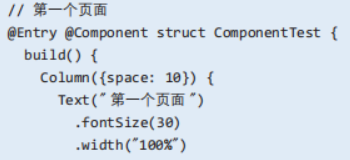 // 第一个页面
@Entry @Component struct ComponentTest {
  build() {
    Column({space: 10}) {
      Text("第一个页面")
        .fontSize(30)
        .width("100%")